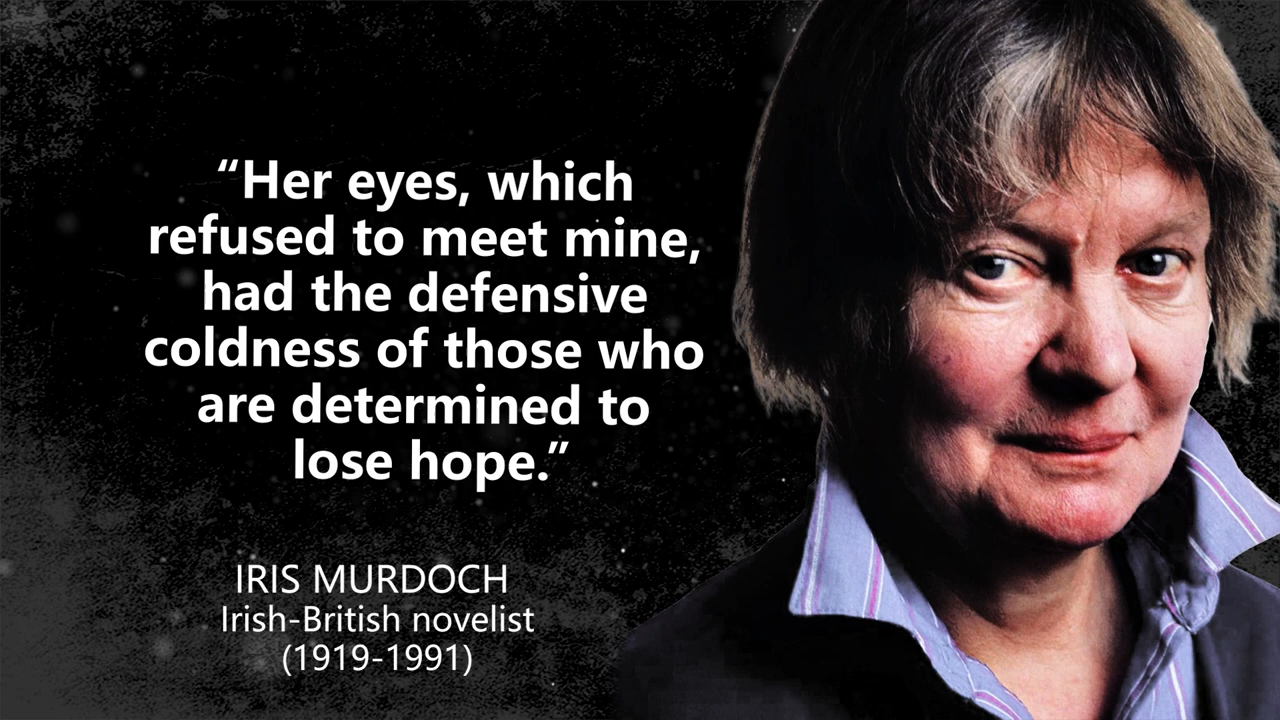 “Her eyes, which
refused to meet mine,
had the defensive
coldness of those who
are determined to
lose hope.”
IRIS MURDOCH
Irish-British novelist
(1919-1991)